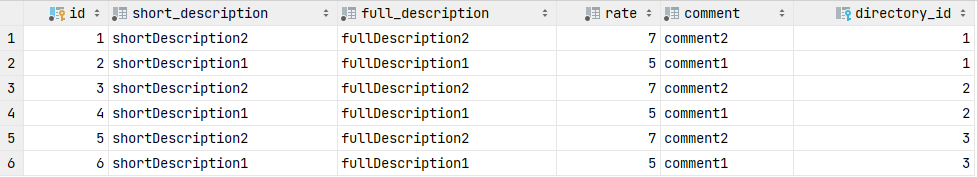 id short_description full_description rate comment directory_id
1 1 shortDescription2 fullDescription2 7 comment2 1
2 2 shortDescription1 fullDescription1 5 comment1 1
3 3 shortDescription2 fullDescription2 7 comment2 2
4 4 shortDescription1 fullDescription1 5 comment1 2
5 5 shortDescription2 fullDescription2 7 comment2 3
6 6 shortDescription1 fullDescription1 5 comment1 3